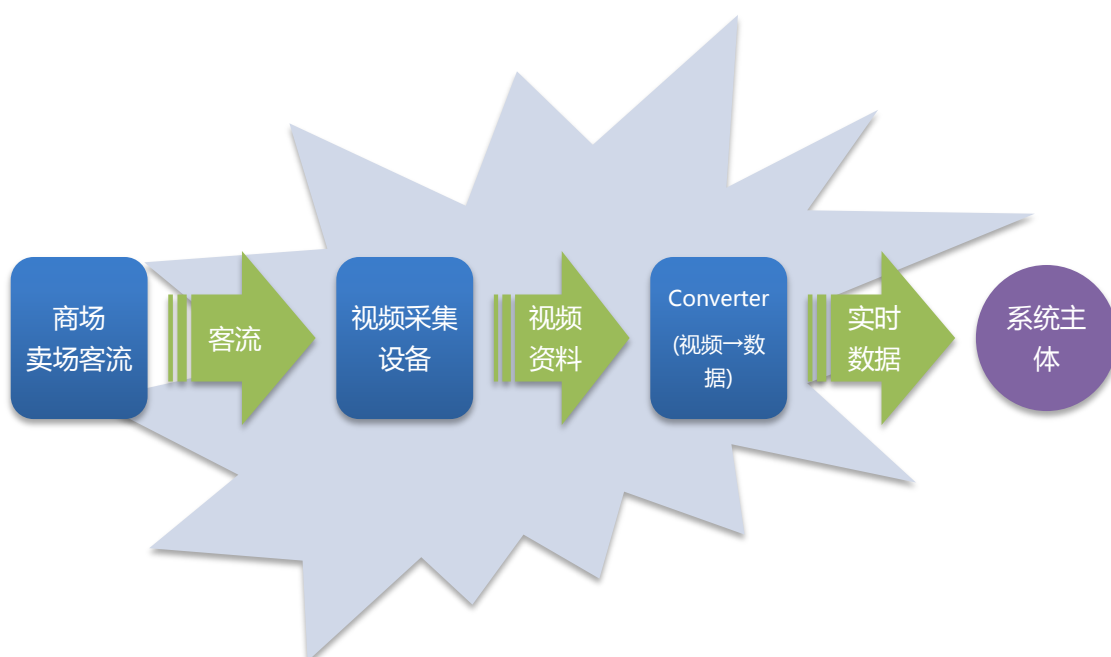 商场
卖场客流
客流
视频采集
设备
视频
资料
Converter
(视频→数
据)
实时
数据
系统主
体